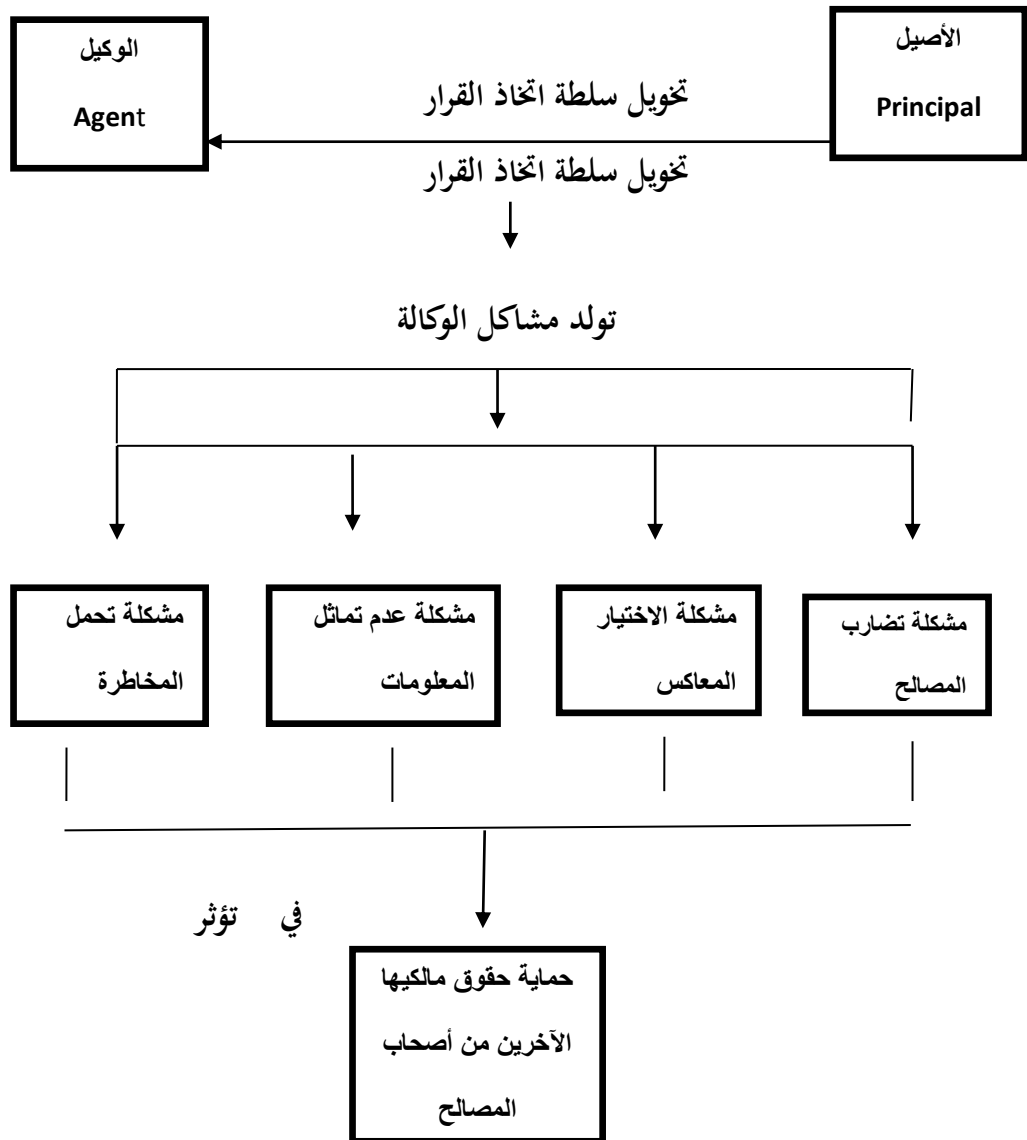 الأصيل
Principal
الوكيل
Agent
تخويل سلطة اتخاذ القرار
تخويل سلطة اتخاذ القرار
تولد مشاكل الوكالة
مشكلة تضارب
المصالح
مشكلة الاختيار
المعاكس
مشكلة عدم تماثل
المعلومات
مشكلة تحمل
المخاطرة
في تؤثر
حماية حقوق مالكيها
الآخرين من أصحاب
المصالح